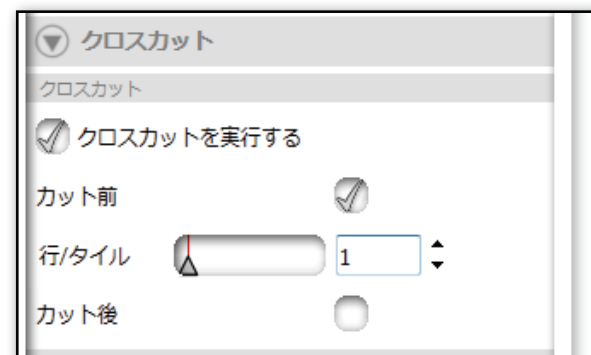 クロスカット
クロスカット
クロスカットを実行する
カット前
行/タイル 1
カット後